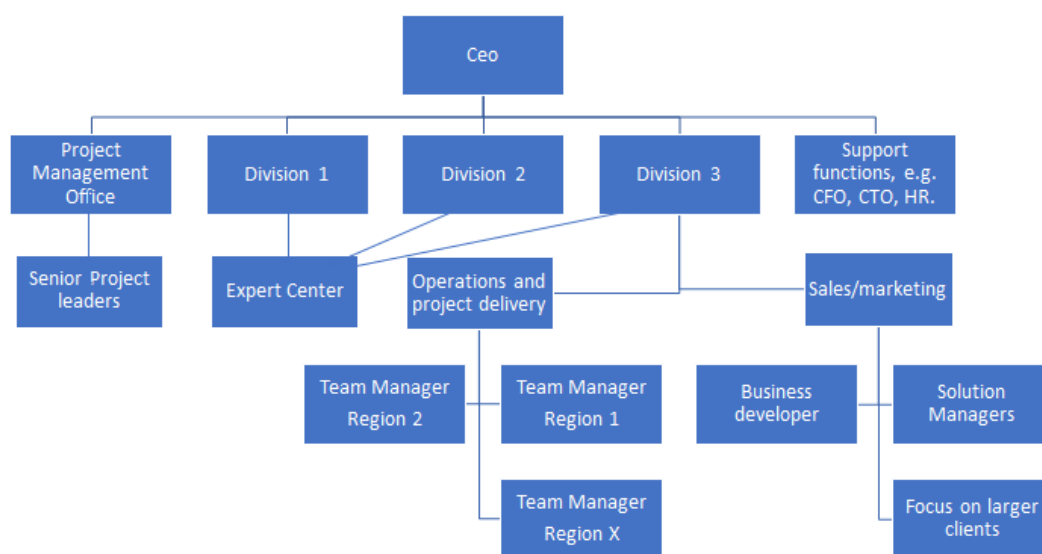 Ceo
Project
Management
Office
Division 1
Division 2
Division 3
Support
functions, e.g.
CFO, CTO, HR.
Senior Project
leaders
Expert Center
Operations and
project delivery
Sales/marketing
Team Manager
Region 2
Team Manager
Region 1
Business
developer
Solution
Managers
Team Manager
Region X
Focus on larger
clients